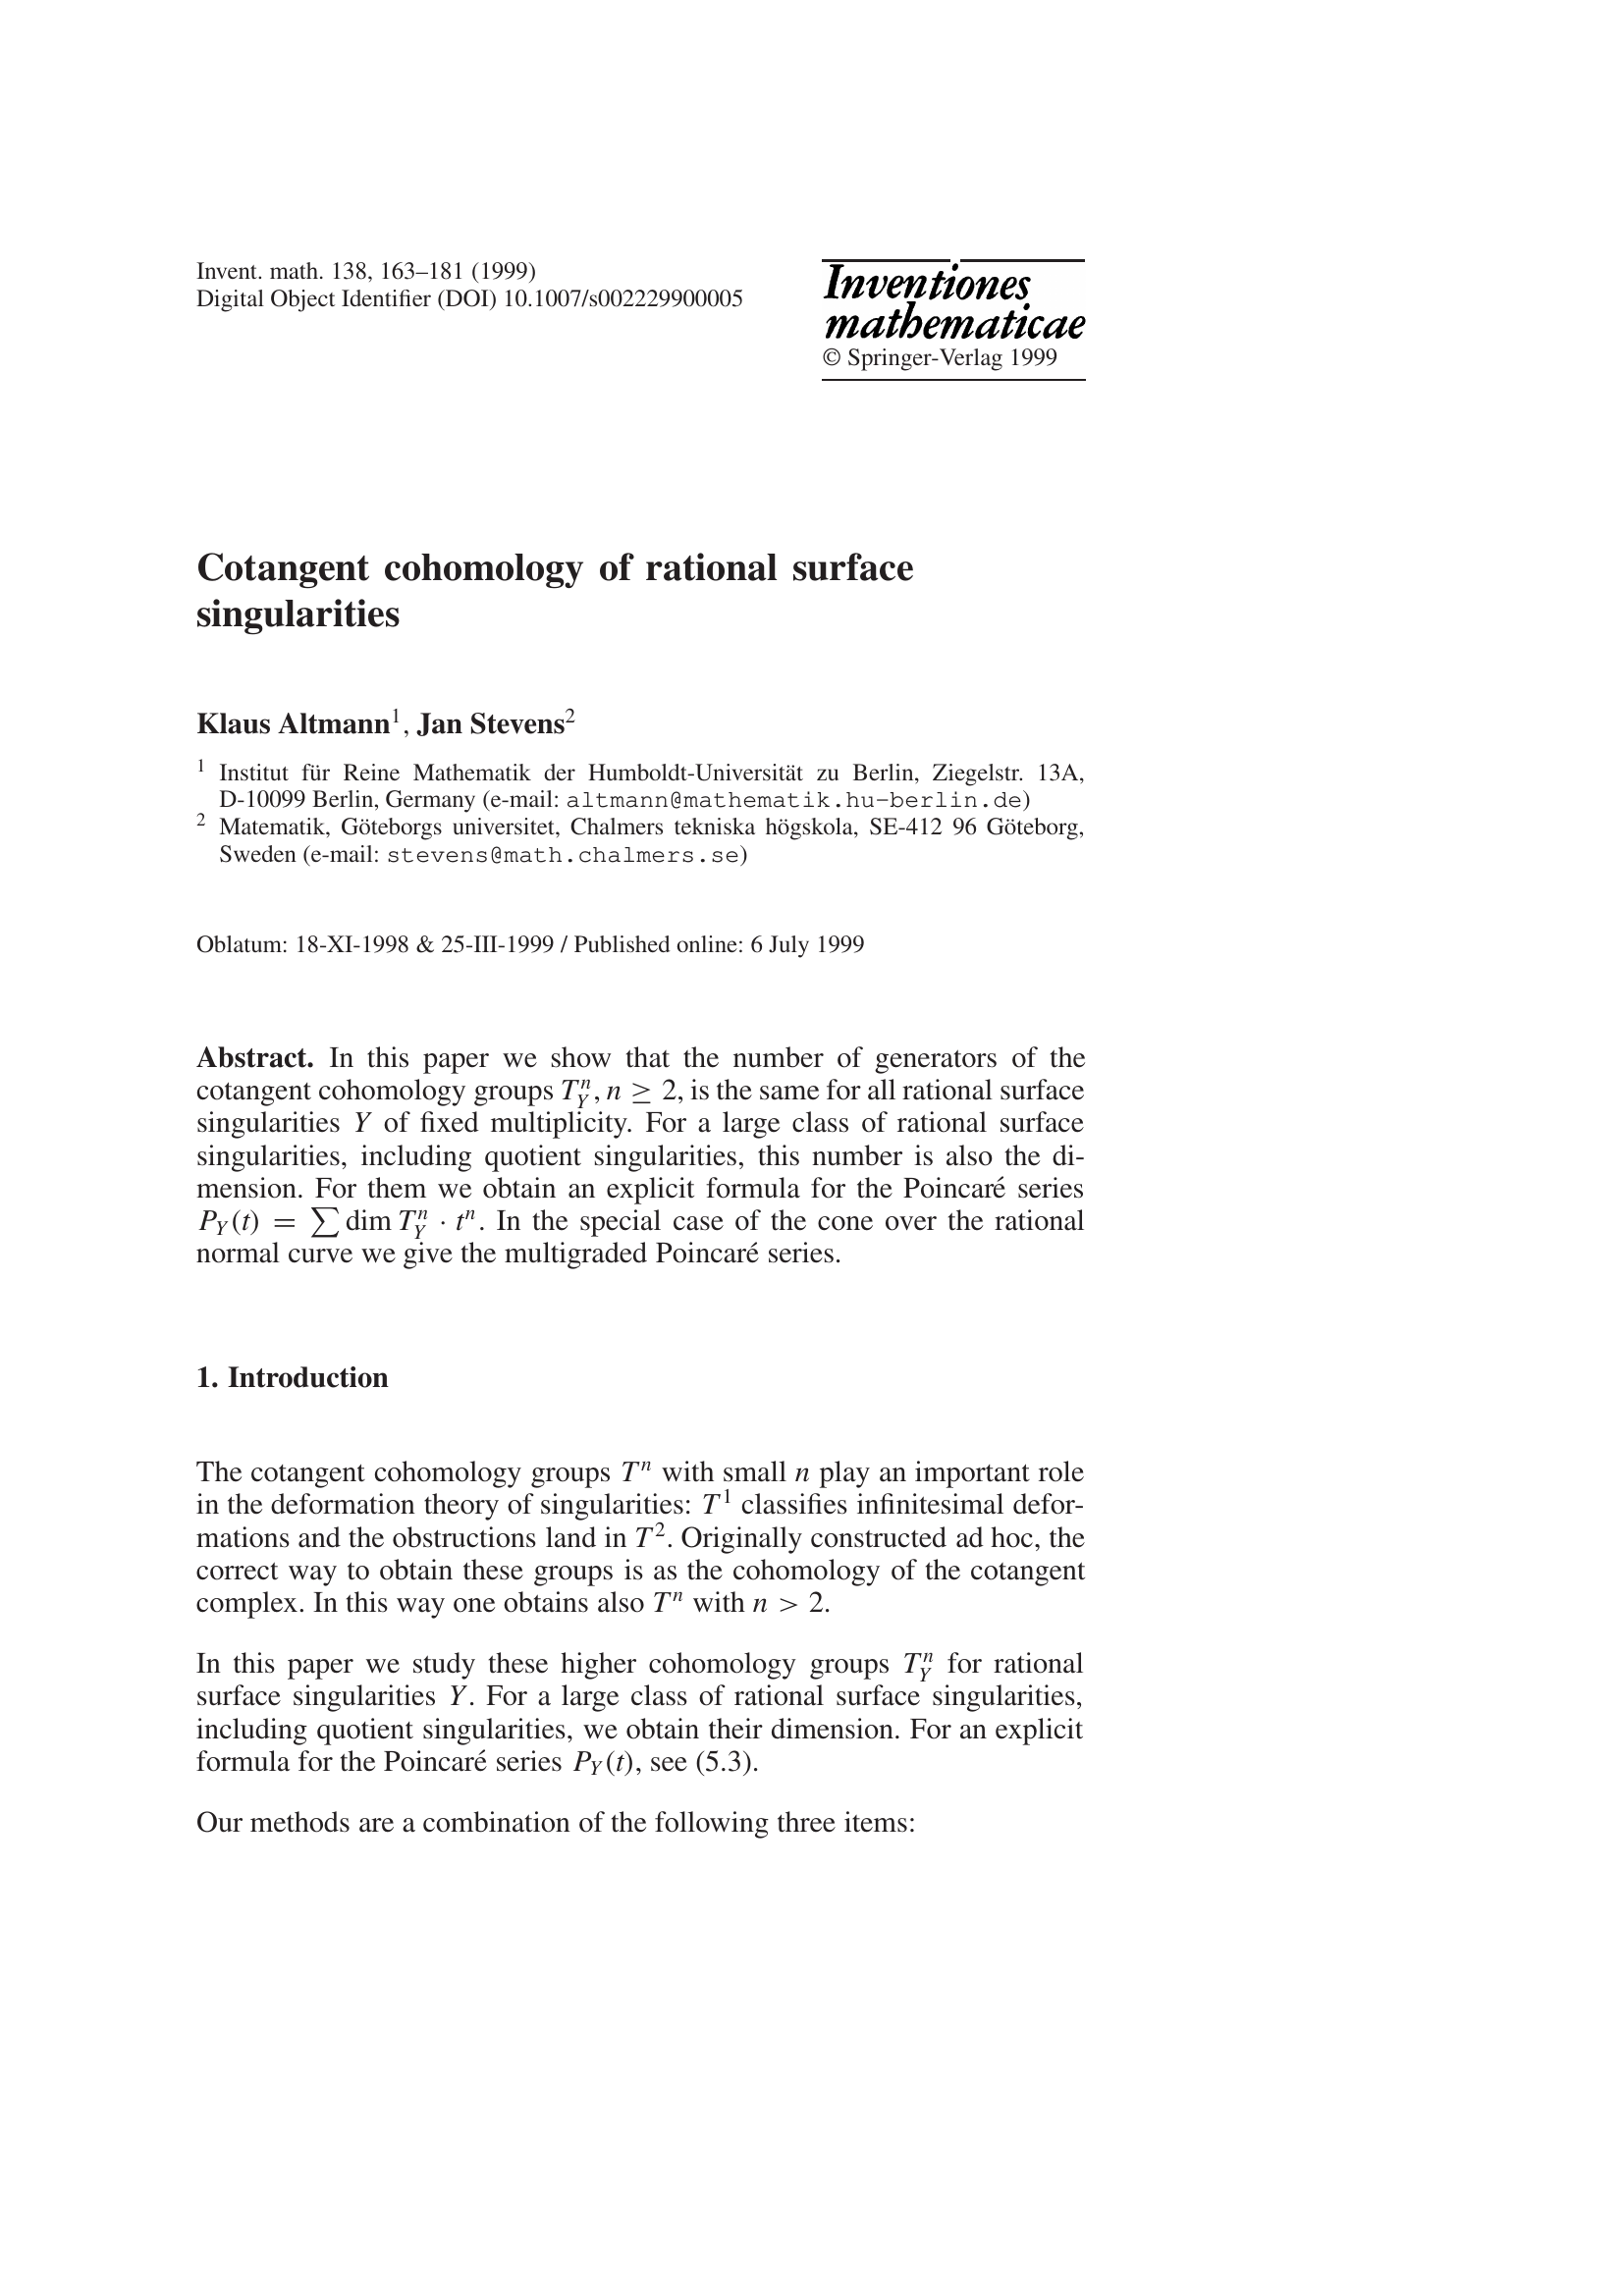 Invent. math. 138, 163–181 (1999)
Digital Object Identifier (DOI) 10.1007/s002229900005
Inventiones
mathematicae
© Springer-Verlag 1999
Cotangent cohomology of rational surface
singularities
Klaus Altmann¹, Jan Stevens²
¹ Institut für Reine Mathematik der Humboldt-Universität zu Berlin, Ziegelstr. 13A,
D-10099 Berlin, Germany (e-mail: altmann@mathematik.hu-berlin.de)
² Matematik, Göteborgs universitet, Chalmers tekniska högskola, SE-412 96 Göteborg,
Sweden (e-mail: stevens@math.chalmers.se)
Oblatum: 18-XI-1998 & 25-III-1999 / Published online: 6 July 1999
Abstract. In this paper we show that the number of generators of the
cotangent cohomology groups $T_Y^n, n \geq 2$, is the same for all rational surface
singularities $Y$ of fixed multiplicity. For a large class of rational surface
singularities, including quotient singularities, this number is also the di-
mension. For them we obtain an explicit formula for the Poincaré series
$P_Y(t) = \sum \dim T_Y^n \cdot t^n$. In the special case of the cone over the rational
normal curve we give the multigraded Poincaré series.
1. Introduction
The cotangent cohomology groups $T^n$ with small $n$ play an important role
in the deformation theory of singularities: $T^1$ classifies infinitesimal defor-
mations and the obstructions land in $T^2$. Originally constructed ad hoc, the
correct way to obtain these groups is as the cohomology of the cotangent
complex. In this way one obtains also $T^n$ with $n > 2$.
In this paper we study these higher cohomology groups $T_Y^n$ for rational
surface singularities $Y$. For a large class of rational surface singularities,
including quotient singularities, we obtain their dimension. For an explicit
formula for the Poincaré series $P_Y(t)$, see (5.3).
Our methods are a combination of the following three items: